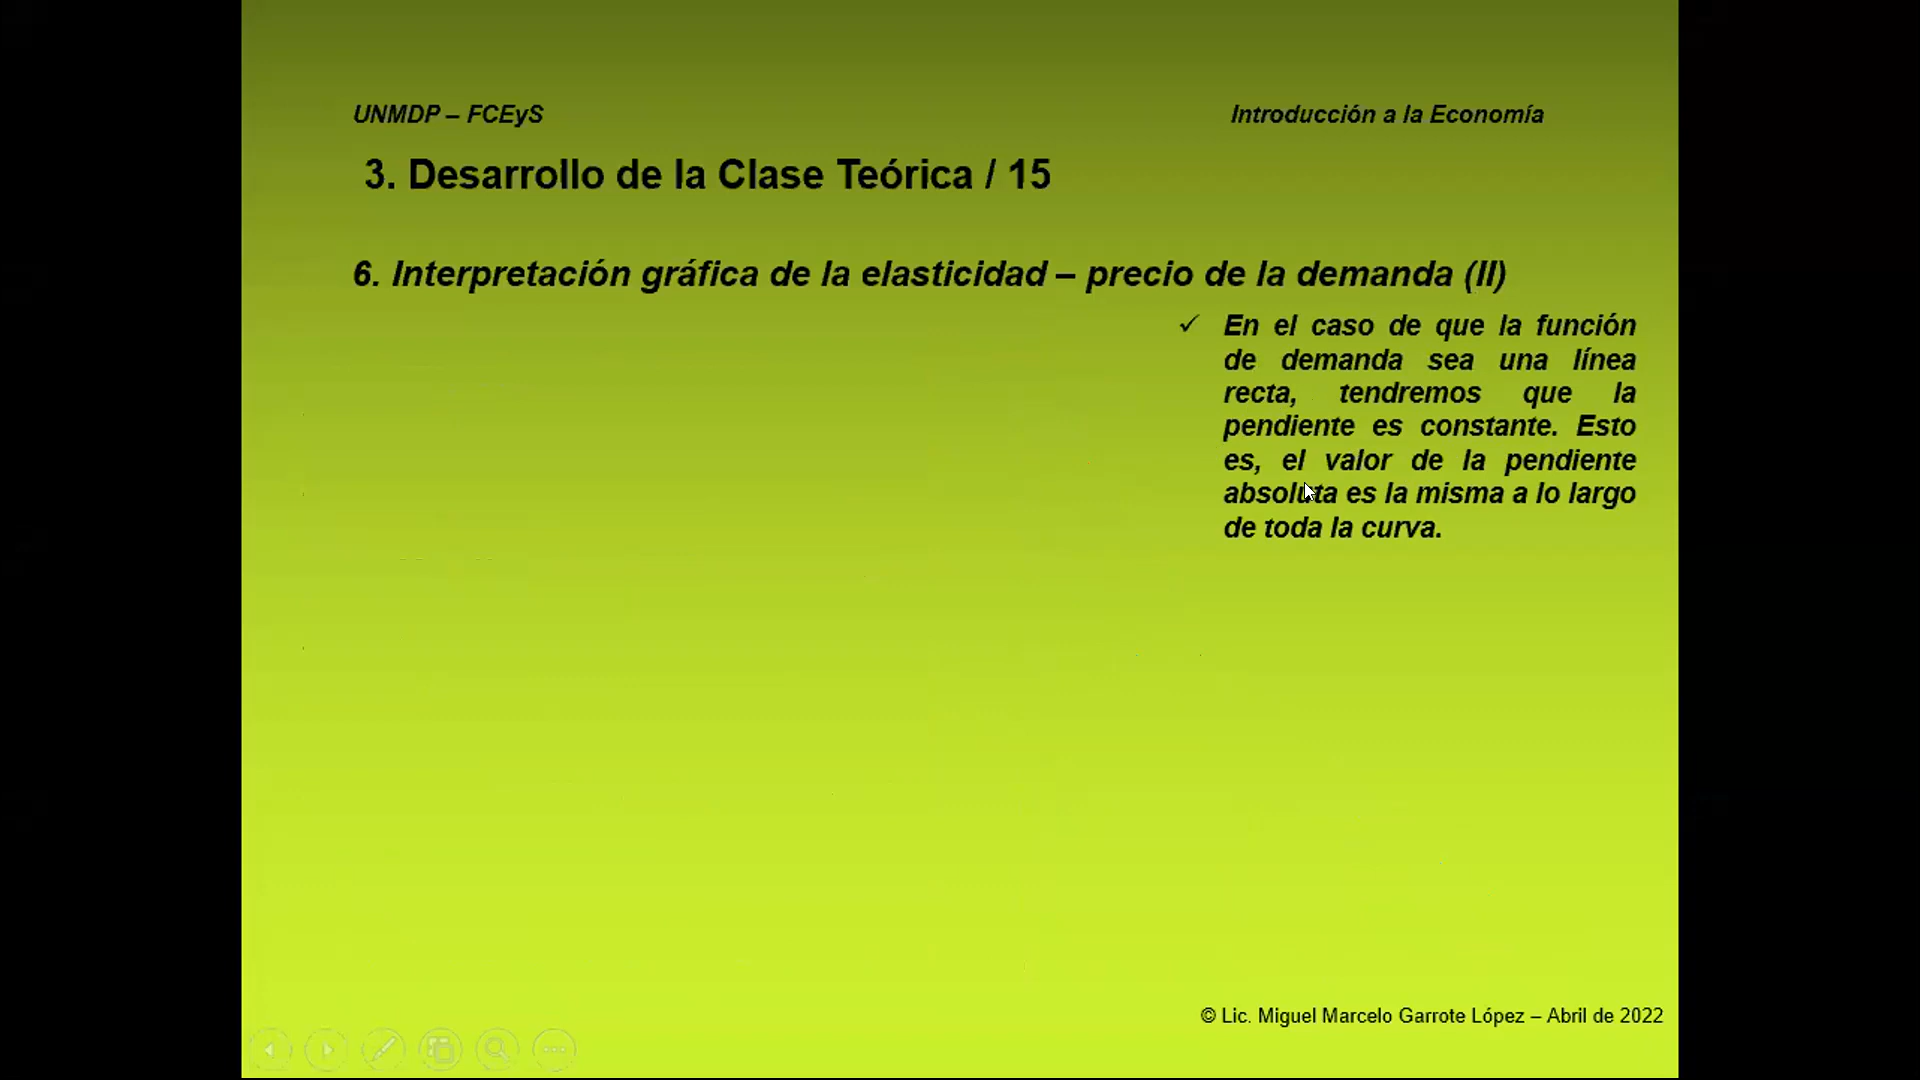 UNMDP – FCEyS
Introducción a la Economía
3. Desarrollo de la Clase Teórica / 15
6. Interpretación gráfica de la elasticidad – precio de la demanda (II)
✓ En el caso de que la función
de demanda sea una línea
recta, tendremos que la
pendiente es constante. Esto
es, el valor de la pendiente
absoluta es la misma a lo largo
de toda la curva.
© Lic. Miguel Marcelo Garrote López – Abril de 2022